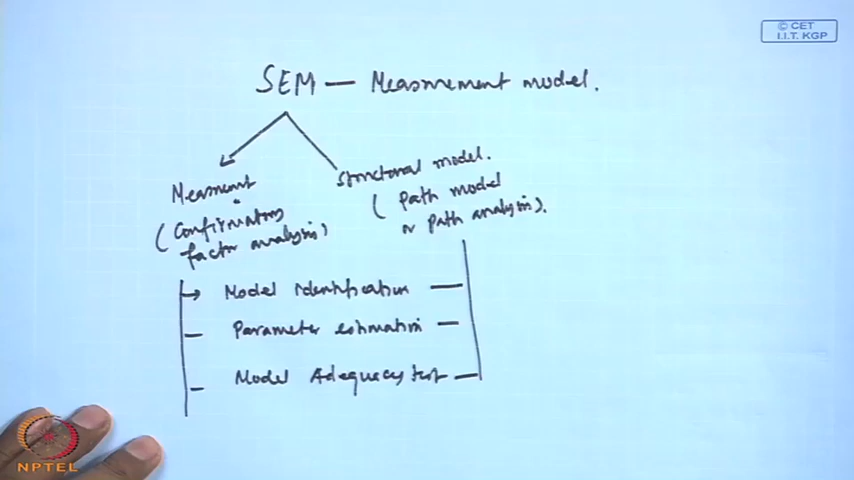 © CET
I.I.T. KGP
SEM — Measurement model.
Measurement
(Confirmatory
factor analysis)
Structural model.
(Path model
or Path analysis).
Model identification
Parameter estimation
Model Adequacy test
NPTEL